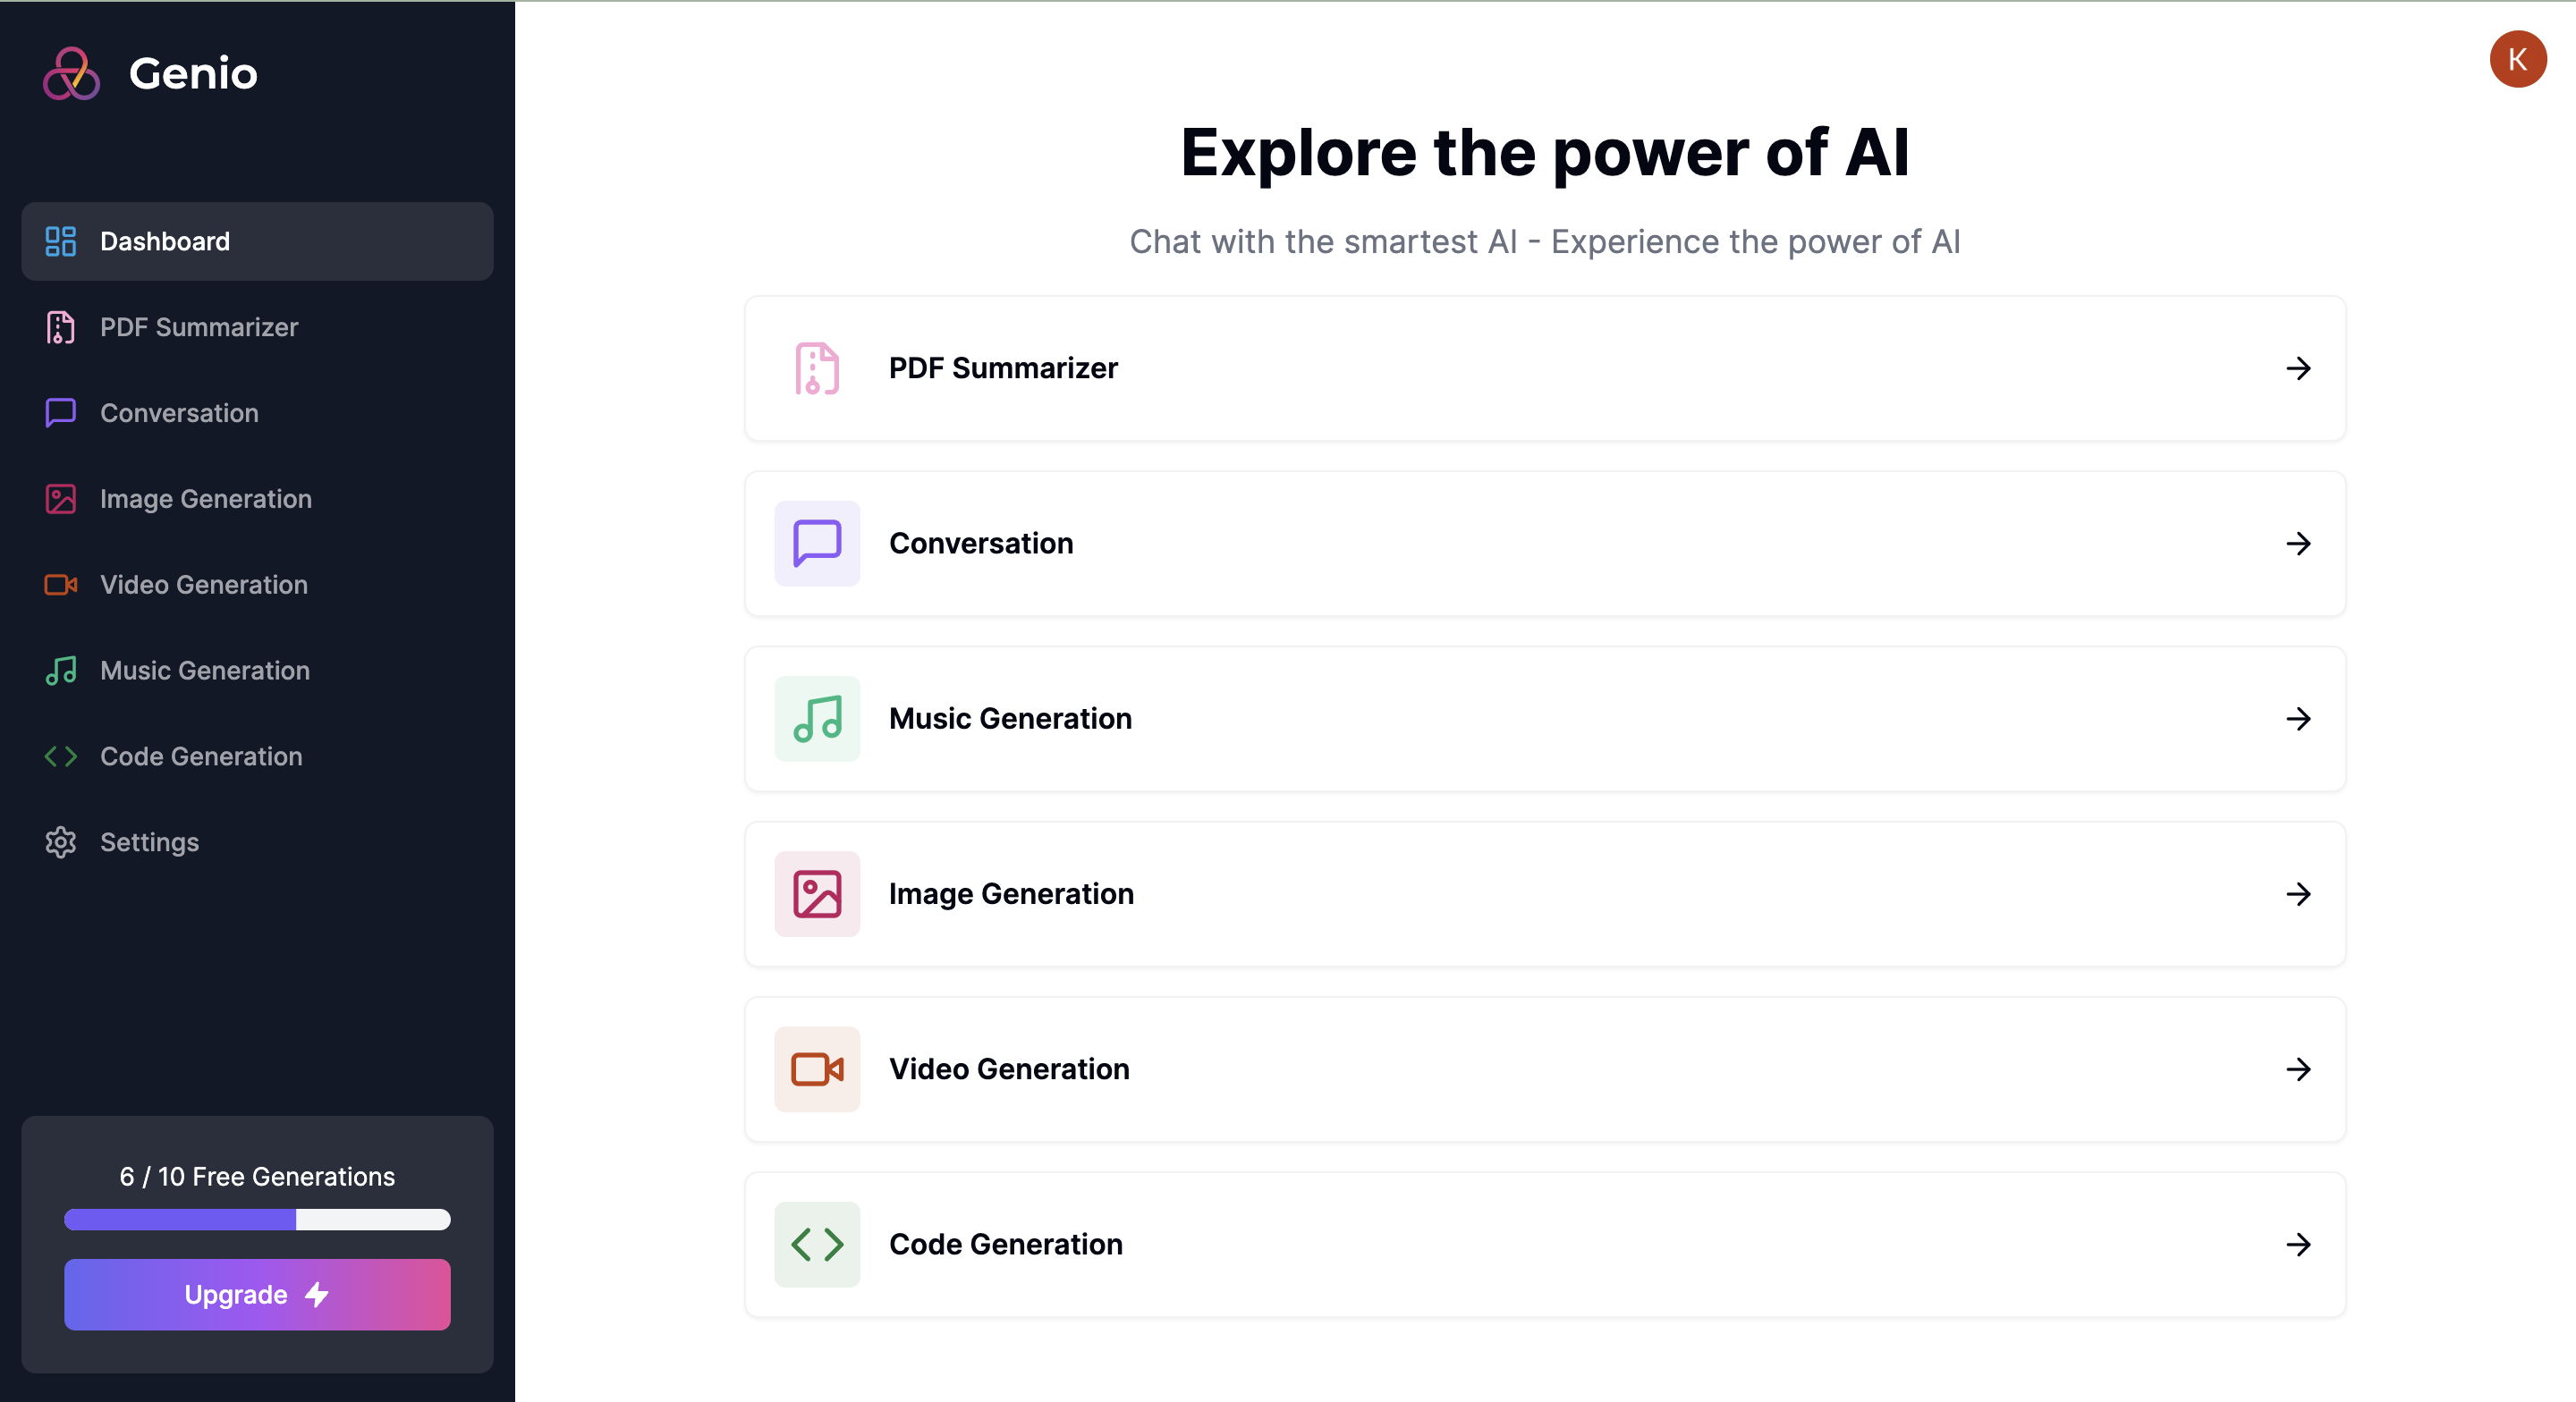 Genio
Dashboard
PDF Summarizer
Conversation
Image Generation
Video Generation
Music Generation
Code Generation
Settings
6 / 10 Free Generations
Upgrade
K
Explore the power of AI
Chat with the smartest AI - Experience the power of AI
PDF Summarizer
Conversation
Music Generation
Image Generation
Video Generation
Code Generation